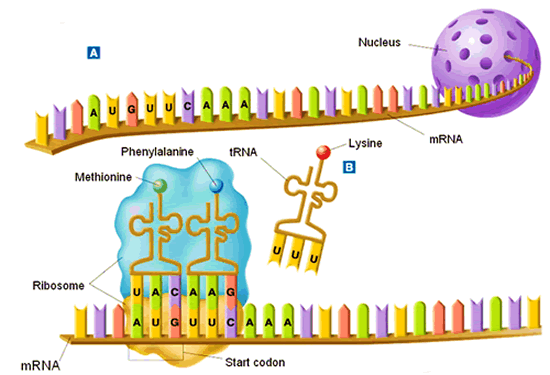 Nucleus
A
A U G U U C A A A
mRNA
Lysine
Phenylalanine
tRNA
B
Methionine
U U U
Ribosome
U A C A A G
A U G U U C A A A
mRNA
Start codon